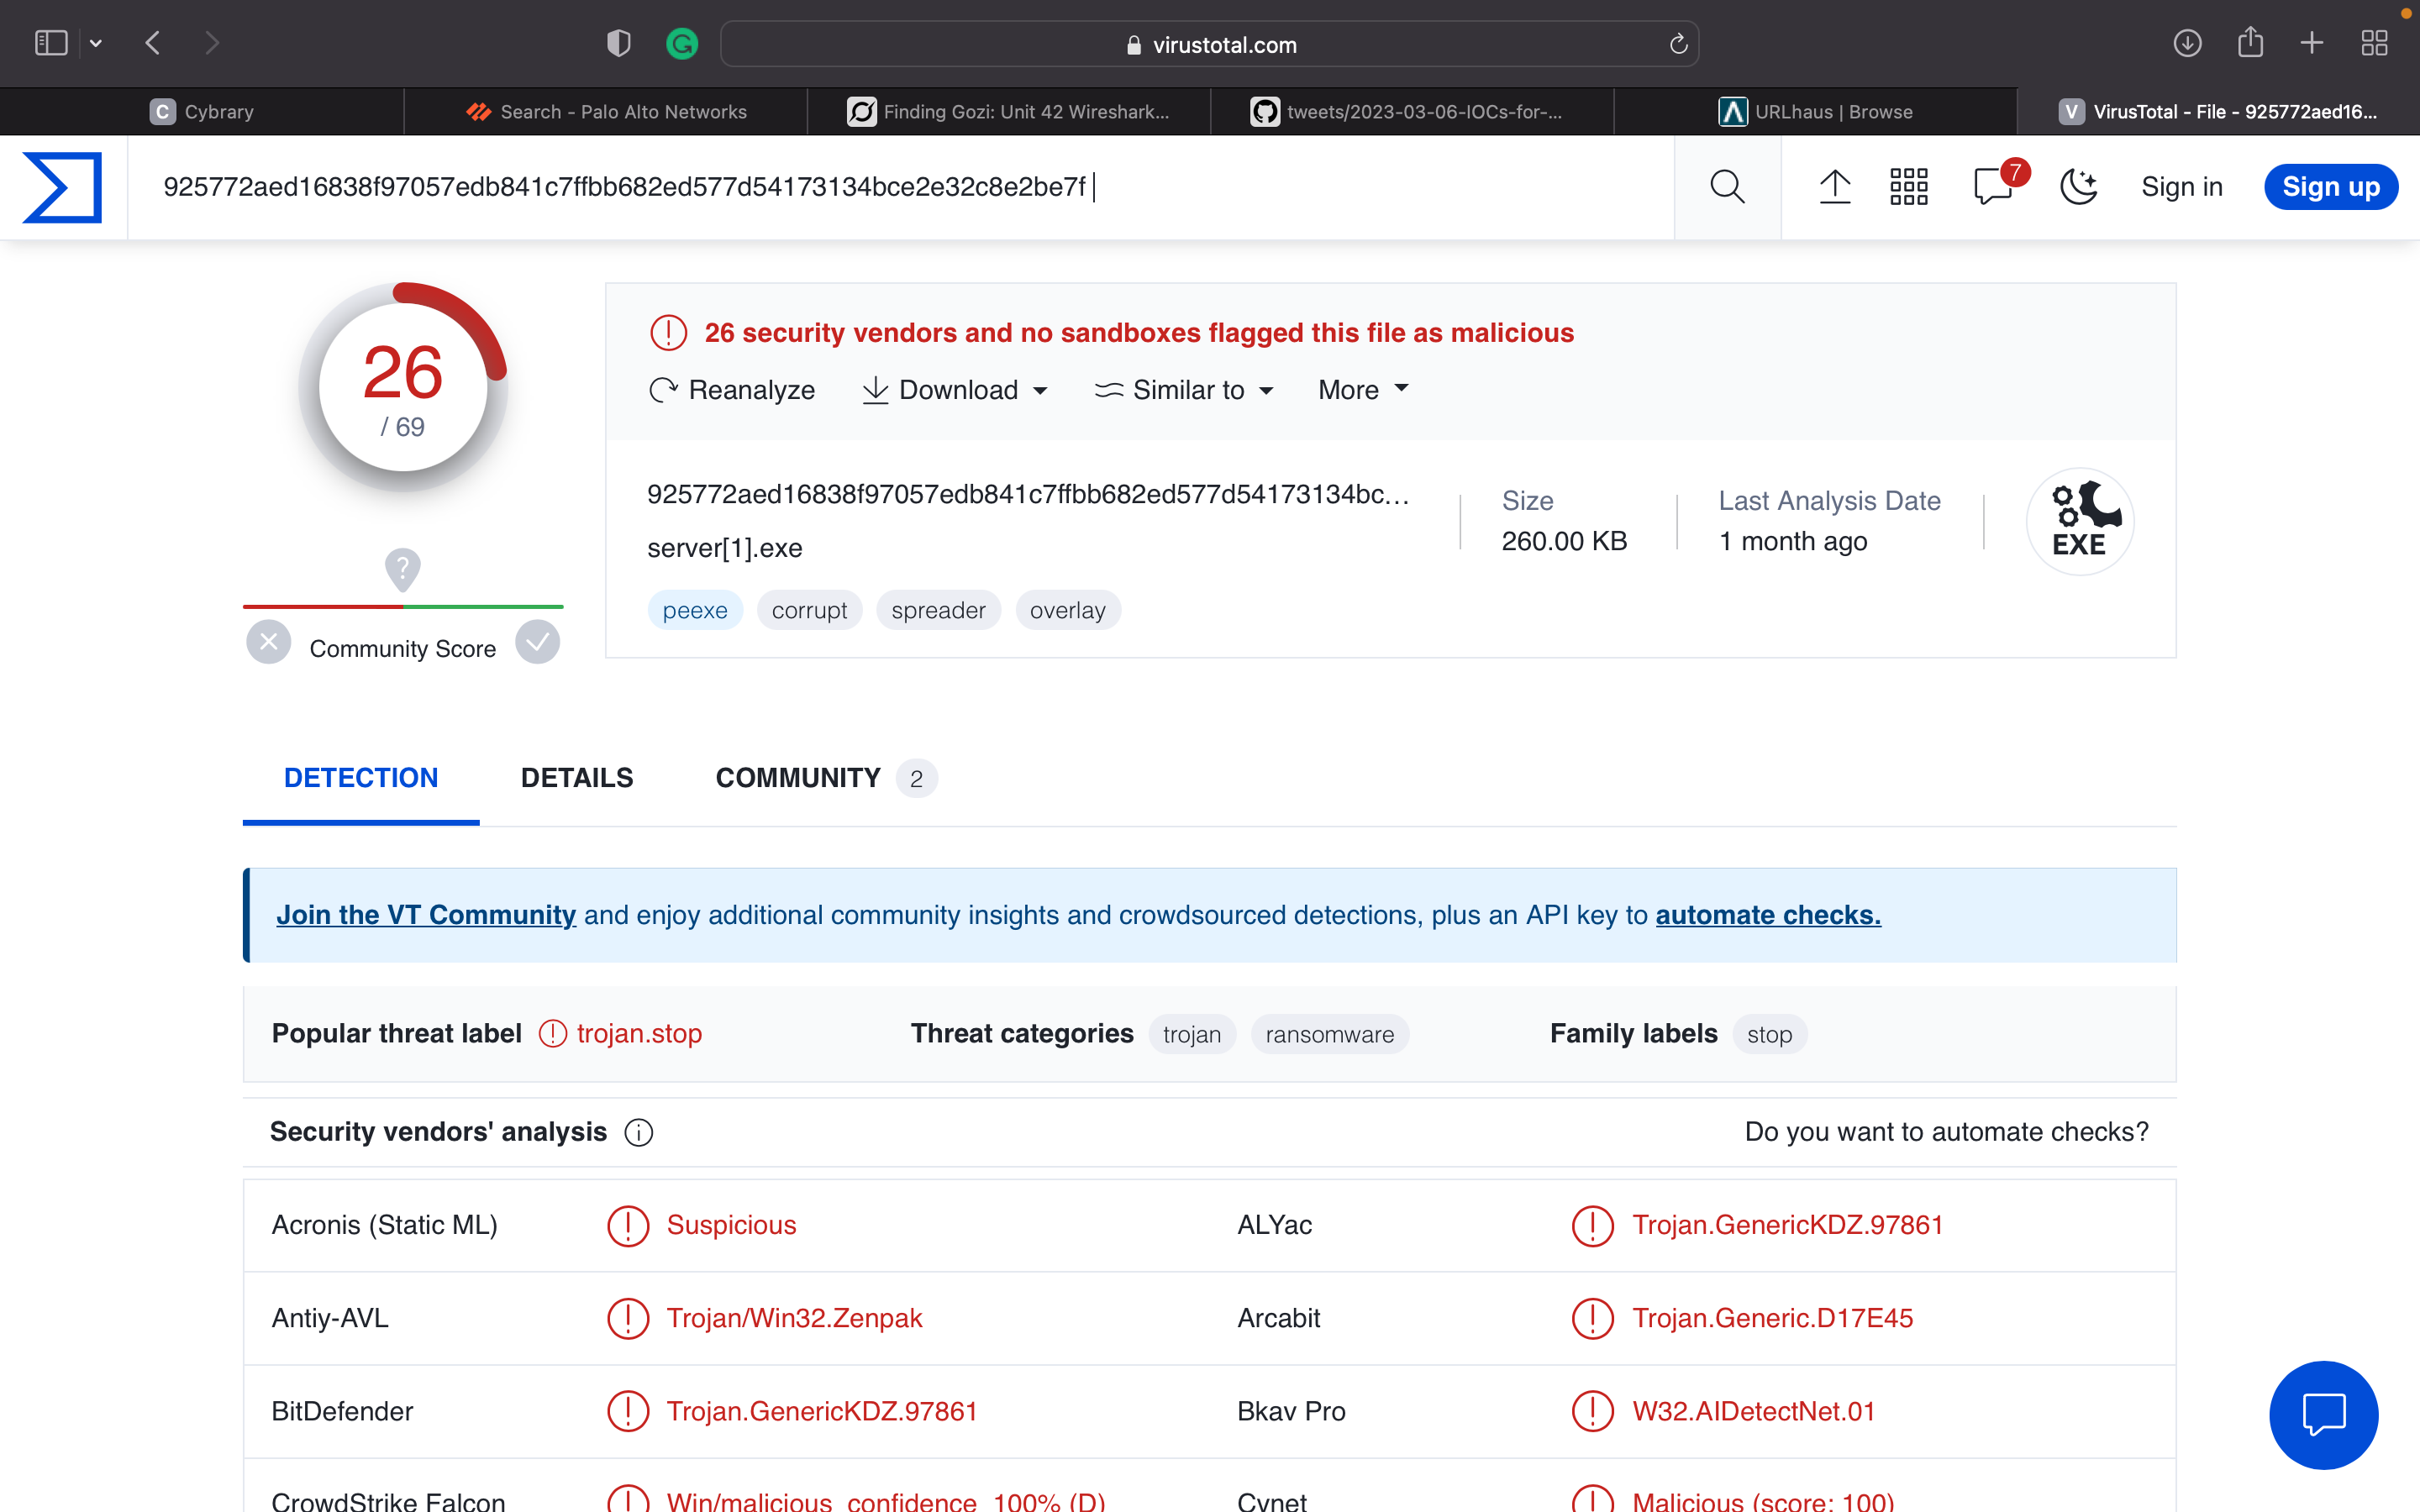 virustotal.com
C Cybrary
Search - Palo Alto Networks
Finding Gozi: Unit 42 Wireshark...
tweets/2023-03-06-IOCs-for-...
URLhaus | Browse
V VirusTotal - File - 925772aed16...
925772aed16838f97057edb841c7ffbb682ed577d54173134bce2e32c8e2be7f
7
Sign in
Sign up
26
/ 69
Community Score
26 security vendors and no sandboxes flagged this file as malicious
Reanalyze Download Similar to More
925772aed16838f97057edb841c7ffbb682ed577d54173134bc...
server[1].exe
peexe corrupt spreader overlay
Size
260.00 KB
Last Analysis Date
1 month ago
EXE
DETECTION DETAILS COMMUNITY 2
Join the VT Community and enjoy additional community insights and crowdsourced detections, plus an API key to automate checks.
Popular threat label trojan.stop Threat categories trojan ransomware Family labels stop
Security vendors' analysis Do you want to automate checks?
Acronis (Static ML) Suspicious ALYac Trojan.GenericKDZ.97861
Antiy-AVL Trojan/Win32.Zenpak Arcabit Trojan.Generic.D17E45
BitDefender Trojan.GenericKDZ.97861 Bkav Pro W32.AIDetectNet.01
CrowdStrike Falcon Win/malicious_confidence_100% (D) Cynet Malicious (score: 100)